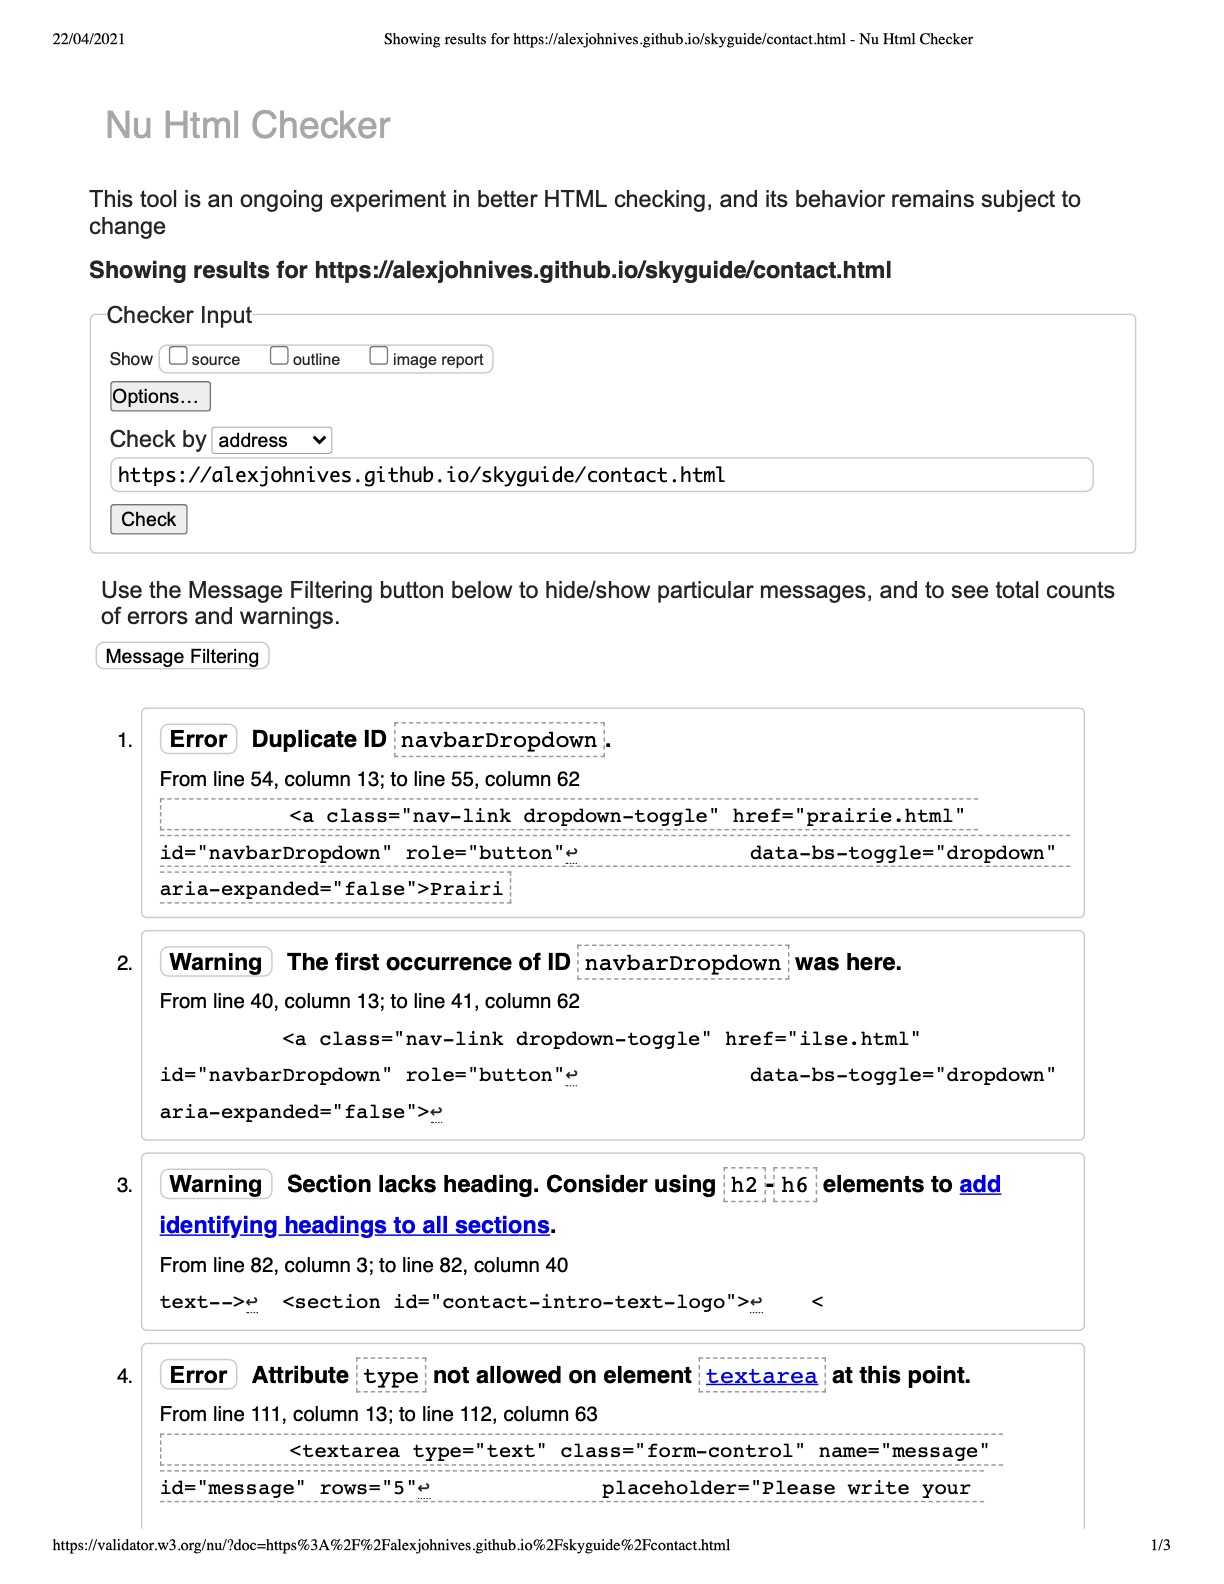 22/04/2021
Showing results for https://alexjohnives.github.io/skyguide/contact.html - Nu Html Checker
Nu Html Checker
This tool is an ongoing experiment in better HTML checking, and its behavior remains subject to
change
Showing results for https://alexjohnives.github.io/skyguide/contact.html
Checker Input
Show source outline image report
Options...
Check by address
https://alexjohnives.github.io/skyguide/contact.html
Check
Use the Message Filtering button below to hide/show particular messages, and to see total counts
of errors and warnings.
Message Filtering
1. Error Duplicate ID navbarDropdown.
From line 54, column 13; to line 55, column 62
<a class="nav-link dropdown-toggle" href="prairie.html"
id="navbarDropdown" role="button"↩ data-bs-toggle="dropdown"
aria-expanded="false">Prairi
2. Warning The first occurrence of ID navbarDropdown was here.
From line 40, column 13; to line 41, column 62
<a class="nav-link dropdown-toggle" href="ilse.html"
id="navbarDropdown" role="button"↩ data-bs-toggle="dropdown"
aria-expanded="false">↩
3. Warning Section lacks heading. Consider using h2-h6 elements to add
identifying headings to all sections.
From line 82, column 3; to line 82, column 40
text-->↩ <section id="contact-intro-text-logo">↩ <
4. Error Attribute type not allowed on element textarea at this point.
From line 111, column 13; to line 112, column 63
<textarea type="text" class="form-control" name="message"
id="message" rows="5"↩ placeholder="Please write your
https://validator.w3.org/nu/?doc=https%3A%2F%2Falexjohnives.github.io%2Fskyguide%2Fcontact.html
1/3